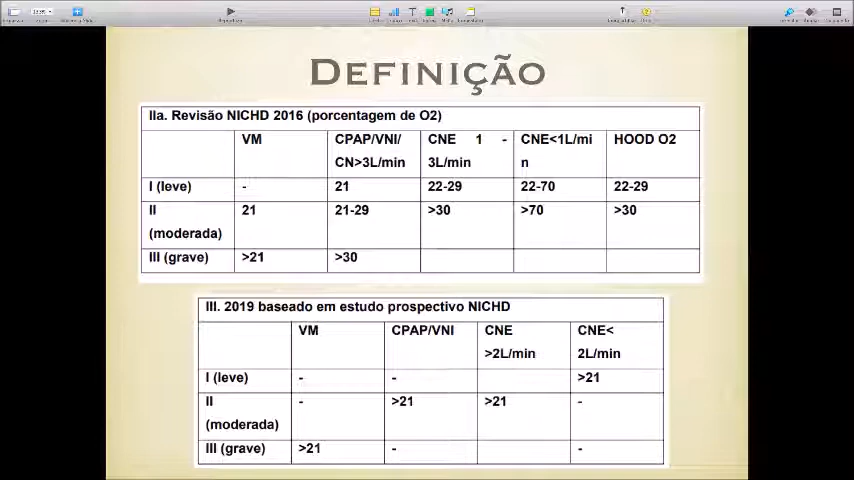 DEFINIÇÃO
IIa. Revisão NICHD 2016 (porcentagem de O2)
VM CPAP/VNI/ CNE 1 - CNE<1L/mi HOOD O2
CN>3L/min 3L/min n
I (leve) - 21 22-29 22-70 22-29
II 21 21-29 >30 >70 >30
(moderada)
III (grave) >21 >30
III. 2019 baseado em estudo prospectivo NICHD
VM CPAP/VNI CNE CNE<
>2L/min 2L/min
I (leve) - - >21
II - >21 >21 -
(moderada)
III (grave) >21 - -